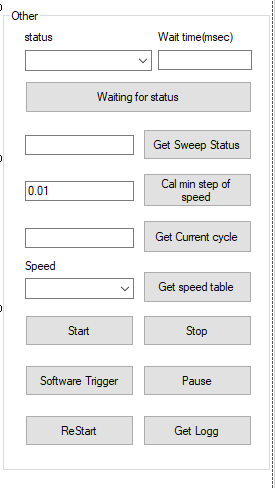 Other
status Wait time(msec)
Waiting for status
Get Sweep Status
0.01
Cal min step of
speed
Get Current cycle
Speed
Get speed table
Start Stop
Software Trigger Pause
ReStart Get Logg